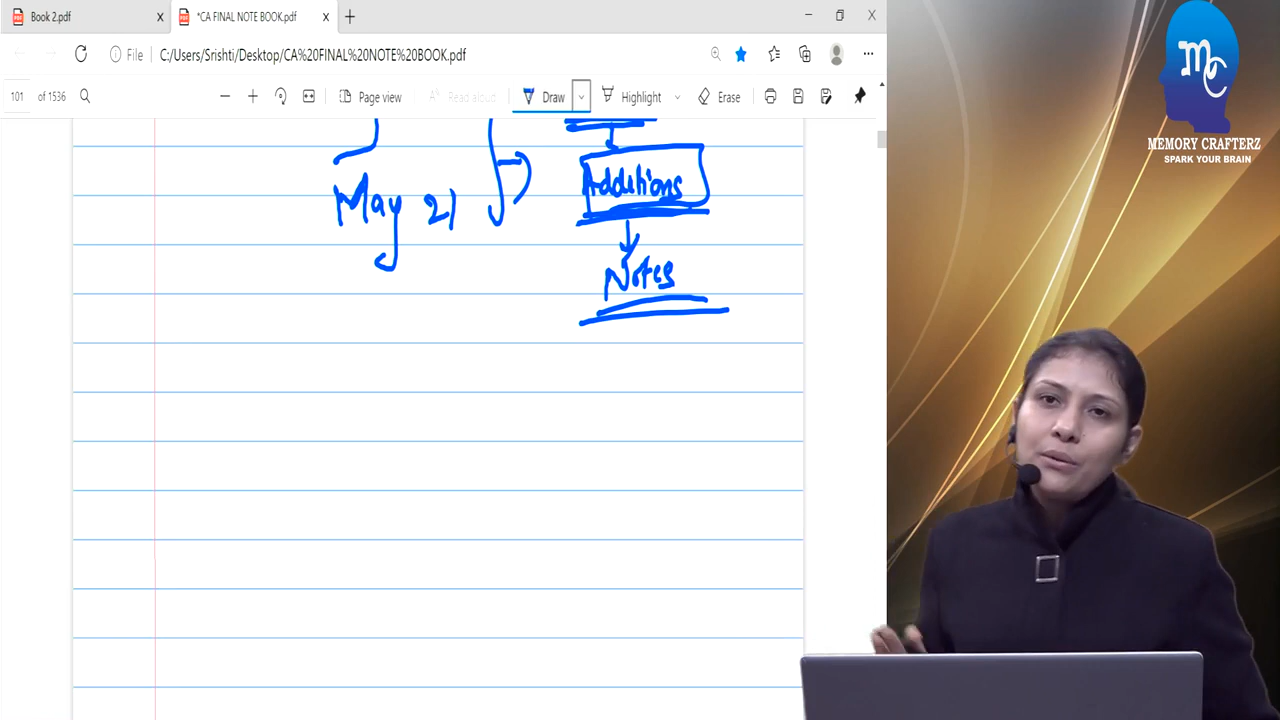 Book 2.pdf
*CA FINAL NOTE BOOK.pdf
File
C:/Users/Srishti/Desktop/CA%20FINAL%20NOTE%20BOOK.pdf
101 of 1536
Page view
Read aloud
Draw
Highlight
Erase
Additions
May 21
Notes
MC
MEMORY CRAFTERZ
SPARK YOUR BRAIN